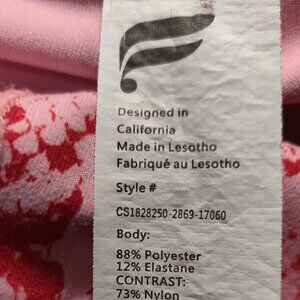 Designed in
California
Made in Lesotho
Fabriqué au Lesotho
Style #
CS1828250-2869-17060
Body:
88% Polyester
12% Elastane
CONTRAST:
73% Nylon